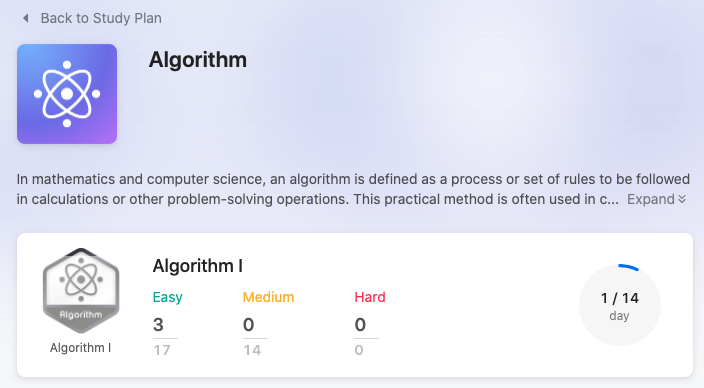 Back to Study Plan
Algorithm
In mathematics and computer science, an algorithm is defined as a process or set of rules to be followed
in calculations or other problem-solving operations. This practical method is often used in c... Expand
Algorithm I
Easy Medium Hard
3 0 0
17 14 0
1 / 14
day
Algorithm
Algorithm I